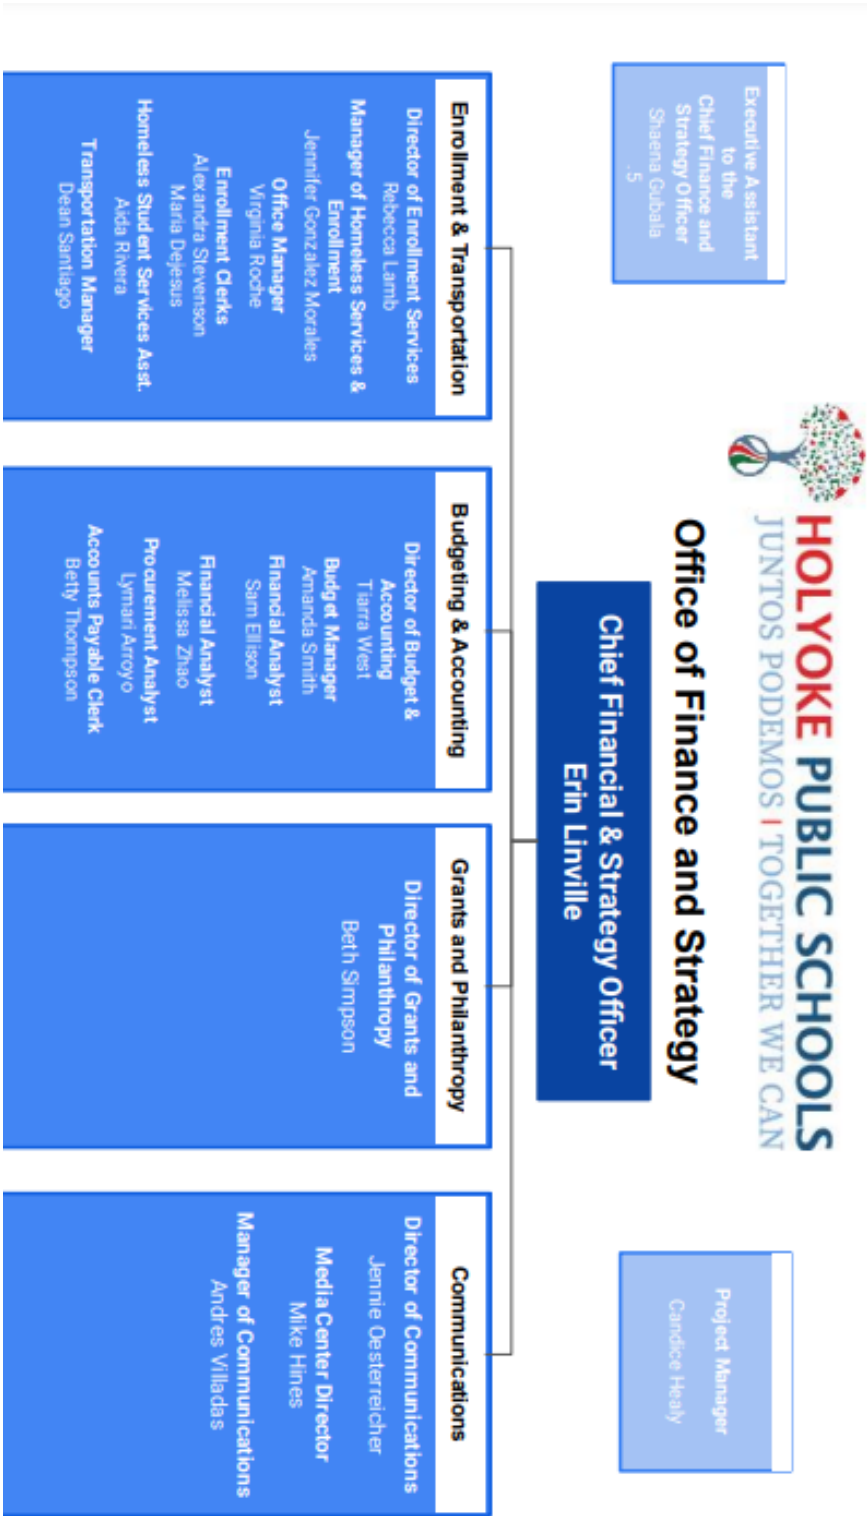 HOLYOKE PUBLIC SCHOOLS
JUNTOS PODEMOS | TOGETHER WE CAN
Office of Finance and Strategy
Executive Assistant
to the
Chief Finance and
Strategy Officer
Shaena Gubala
.5
Project Manager
Candice Healy
Chief Financial & Strategy Officer
Erin Linville
Enrollment & Transportation
Director of Enrollment Services
Rebecca Lamb
Manager of Homeless Services &
Enrollment
Jennifer Gonzalez Morales
Office Manager
Virginia Roche
Enrollment Clerks
Alexandra Stevenson
Maria Dejesus
Homeless Student Services Asst.
Aida Rivera
Transportation Manager
Dean Santiago
Budgeting & Accounting
Director of Budget &
Accounting
Tiarra West
Budget Manager
Amanda Smith
Financial Analyst
Sam Ellison
Financial Analyst
Melissa Zhao
Procurement Analyst
Lymari Arroyo
Accounts Payable Clerk
Betty Thompson
Grants and Philanthropy
Director of Grants and
Philanthropy
Beth Simpson
Communications
Director of Communications
Jennie Oesterreicher
Media Center Director
Mike Hines
Manager of Communications
Andres Villadas